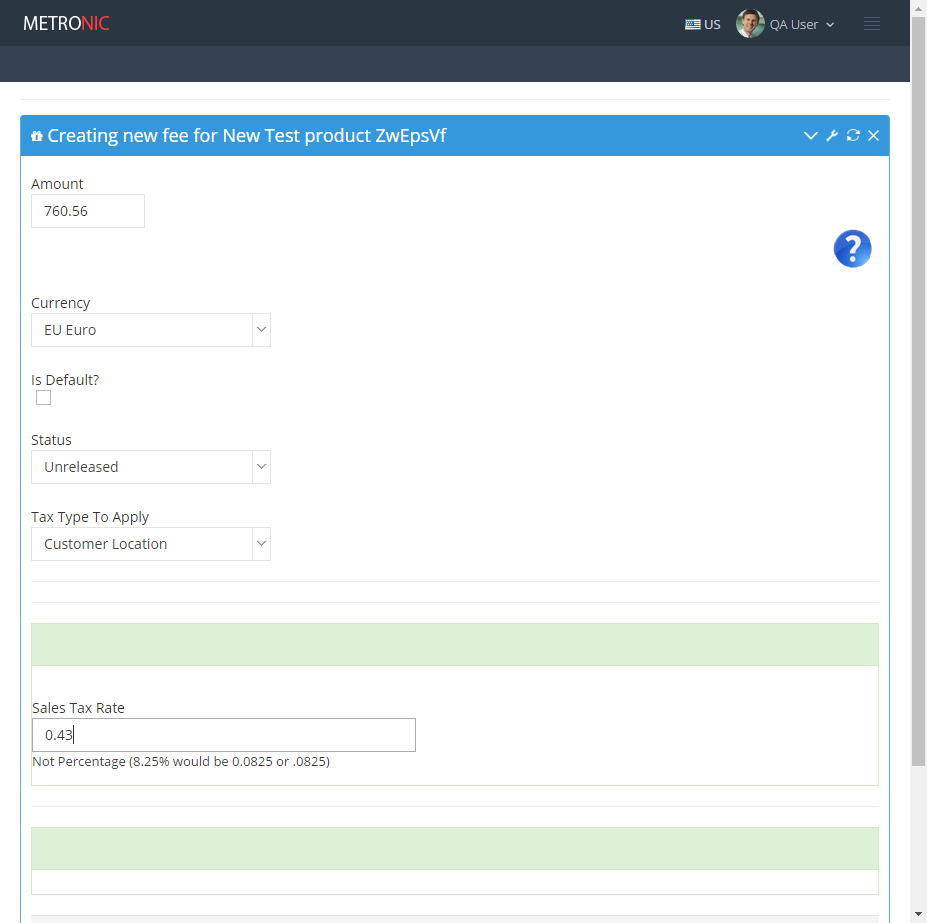 METRONIC
US
QA User
Creating new fee for New Test product ZwEpsVf
Amount
760.56
?
Currency
EU Euro
Is Default?
Status
Unreleased
Tax Type To Apply
Customer Location
Sales Tax Rate
0.43
Not Percentage (8.25% would be 0.0825 or .0825)